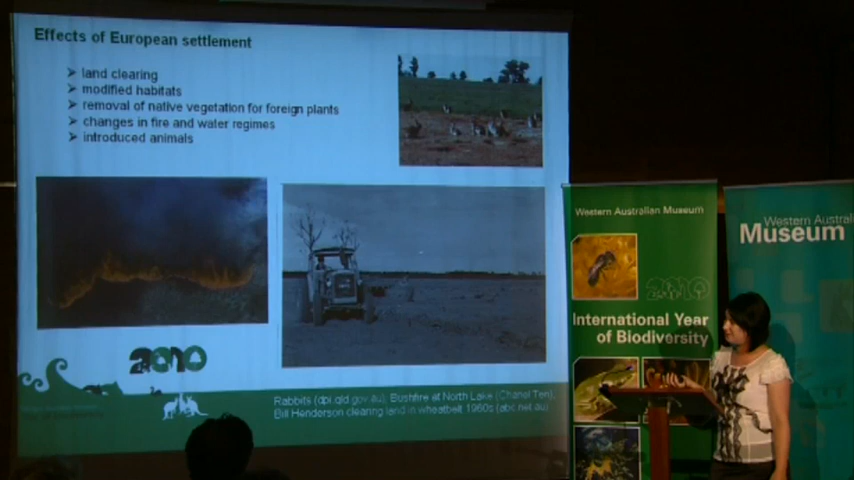 Effects of European settlement
➤ land clearing
➤ modified habitats
➤ removal of native vegetation for foreign plants
➤ changes in fire and water regimes
➤ introduced animals
2010
Rabbits (dpi.qld.gov.au), Bushfire at North Lake (Chanel Ten),
Bill Henderson clearing land in wheatbelt 1960s (abc.net.au)
Western Australian Museum
2010
International Year
of Biodiversity
Western Australi
Museum